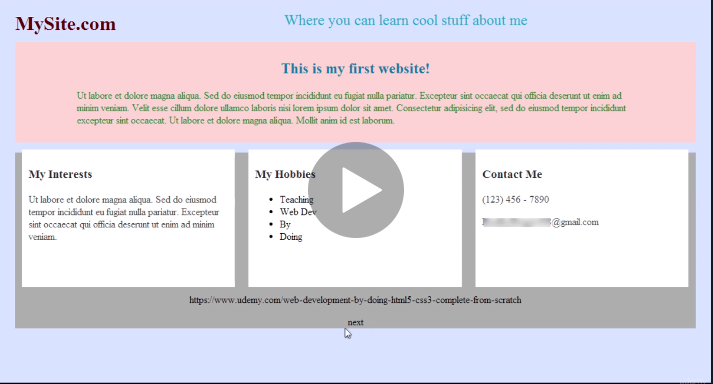 MySite.com
Where you can learn cool stuff about me
This is my first website!
Ut labore et dolore magna aliqua. Sed do eiusmod tempor incididunt eu fugiat nulla pariatur. Excepteur sint occaecat qui officia deserunt ut enim ad
minim veniam. Velit esse cillum dolore ullamco laboris nisi lorem ipsum dolor sit amet. Consectetur adipisicing elit, sed do eiusmod tempor incididunt
excepteur sint occaecat. Ut labore et dolore magna aliqua. Mollit anim id est laborum.
My Interests
Ut labore et dolore magna aliqua. Sed do eiusmod
tempor incididunt eu fugiat nulla pariatur. Excepteur
sint occaecat qui officia deserunt ut enim ad minim
veniam.
My Hobbies
Teaching
Web Dev
By
Doing
Contact Me
(123) 456 - 7890
@gmail.com
https://www.udemy.com/web-development-by-doing-html5-css3-complete-from-scratch
next